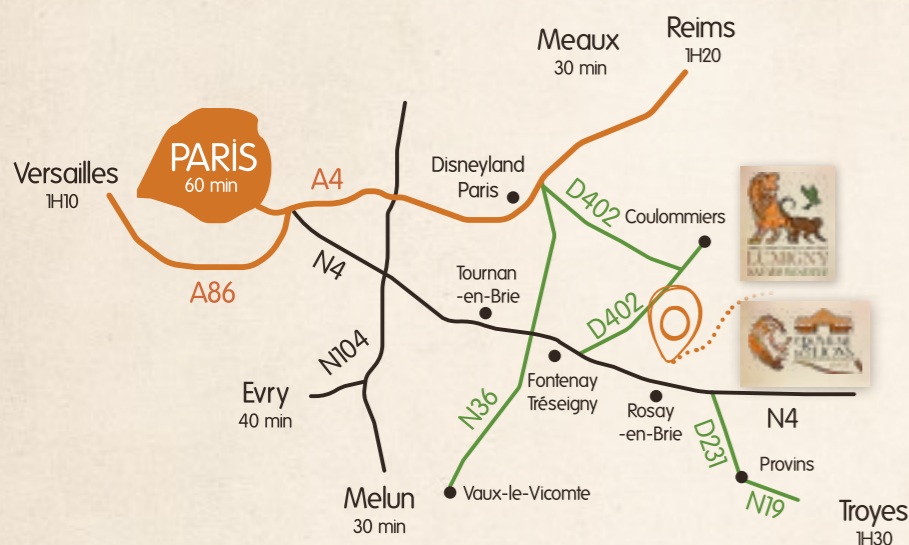 Reims
1H20
Meaux
30 min
PARIS
60 min
Versailles
1H10
A4
Disneyland
Paris
D402
Coulommiers
LUMIGNY
A86
N4
Tournan
-en-Brie
D402
N104
Evry
40 min
Fontenay
Tréseigny
N36
Rosay
-en-Brie
N4
D231
Provins
Melun
30 min
Vaux-le-Vicomte
N19
Troyes
1H30